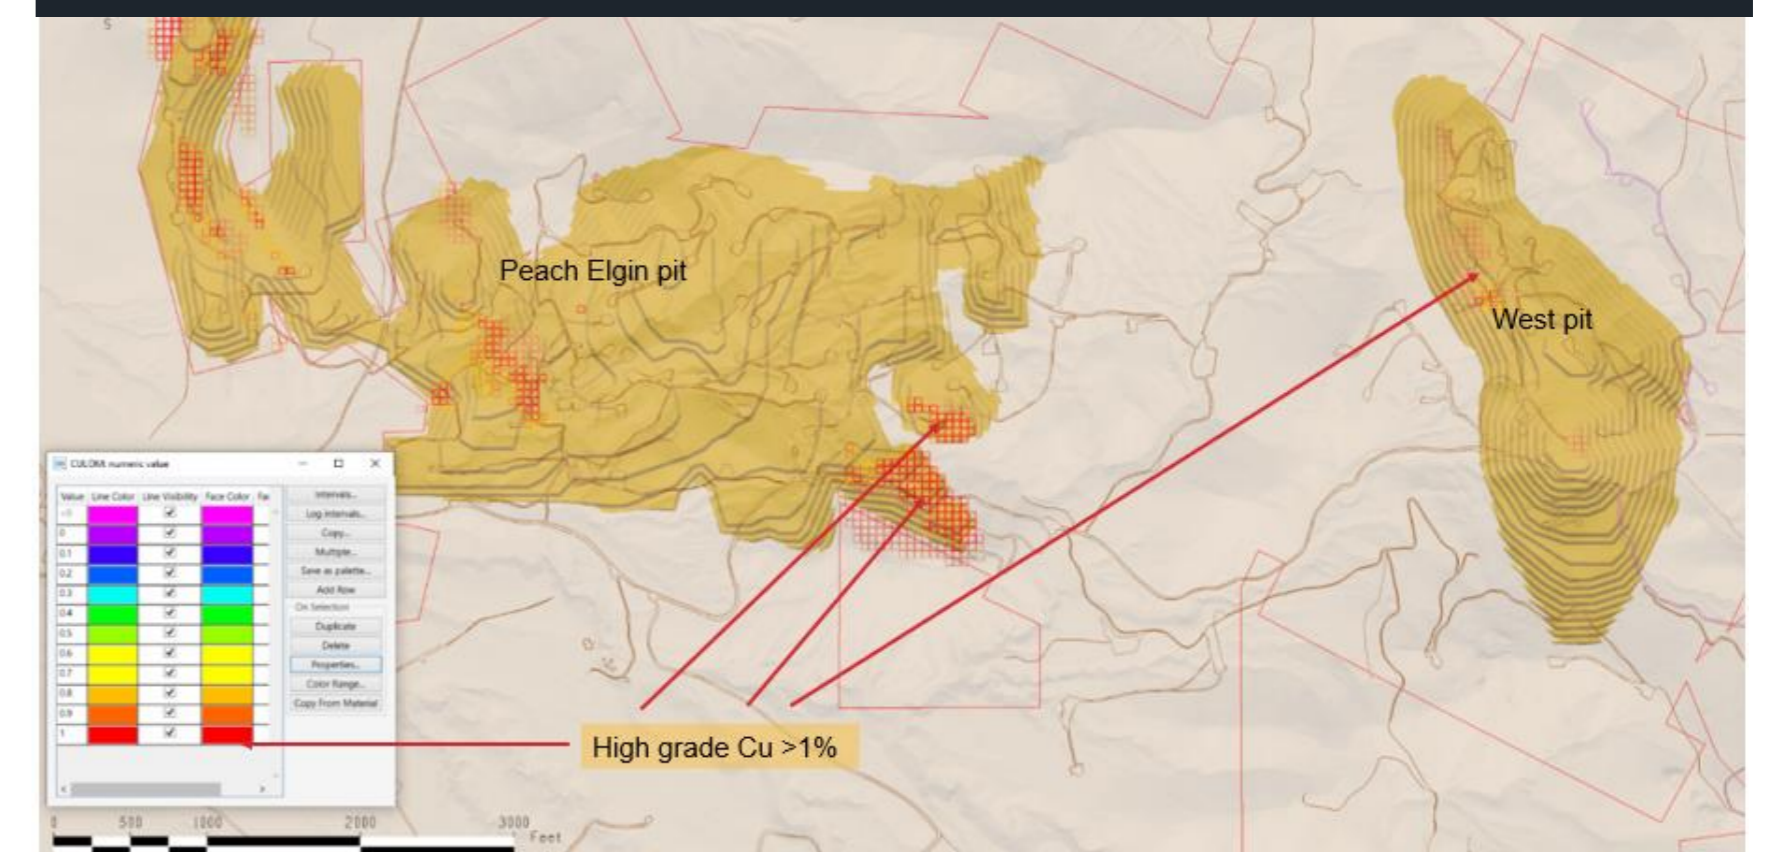 S
Peach Elgin pit
West pit
CULOMt numeric value
Value Line Color Line Visibility Face Color Fac
<0
0
0.1
0.2
0.3
0.4
0.5
0.6
0.7
0.8
0.9
1
Intervals...
Log intervals...
Copy...
Multiple...
Save as palette...
Add Row
On Selection
Duplicate
Delete
Properties...
Color Range...
Copy From Material
High grade Cu >1%
0 500 1000 2000 3000
Feet